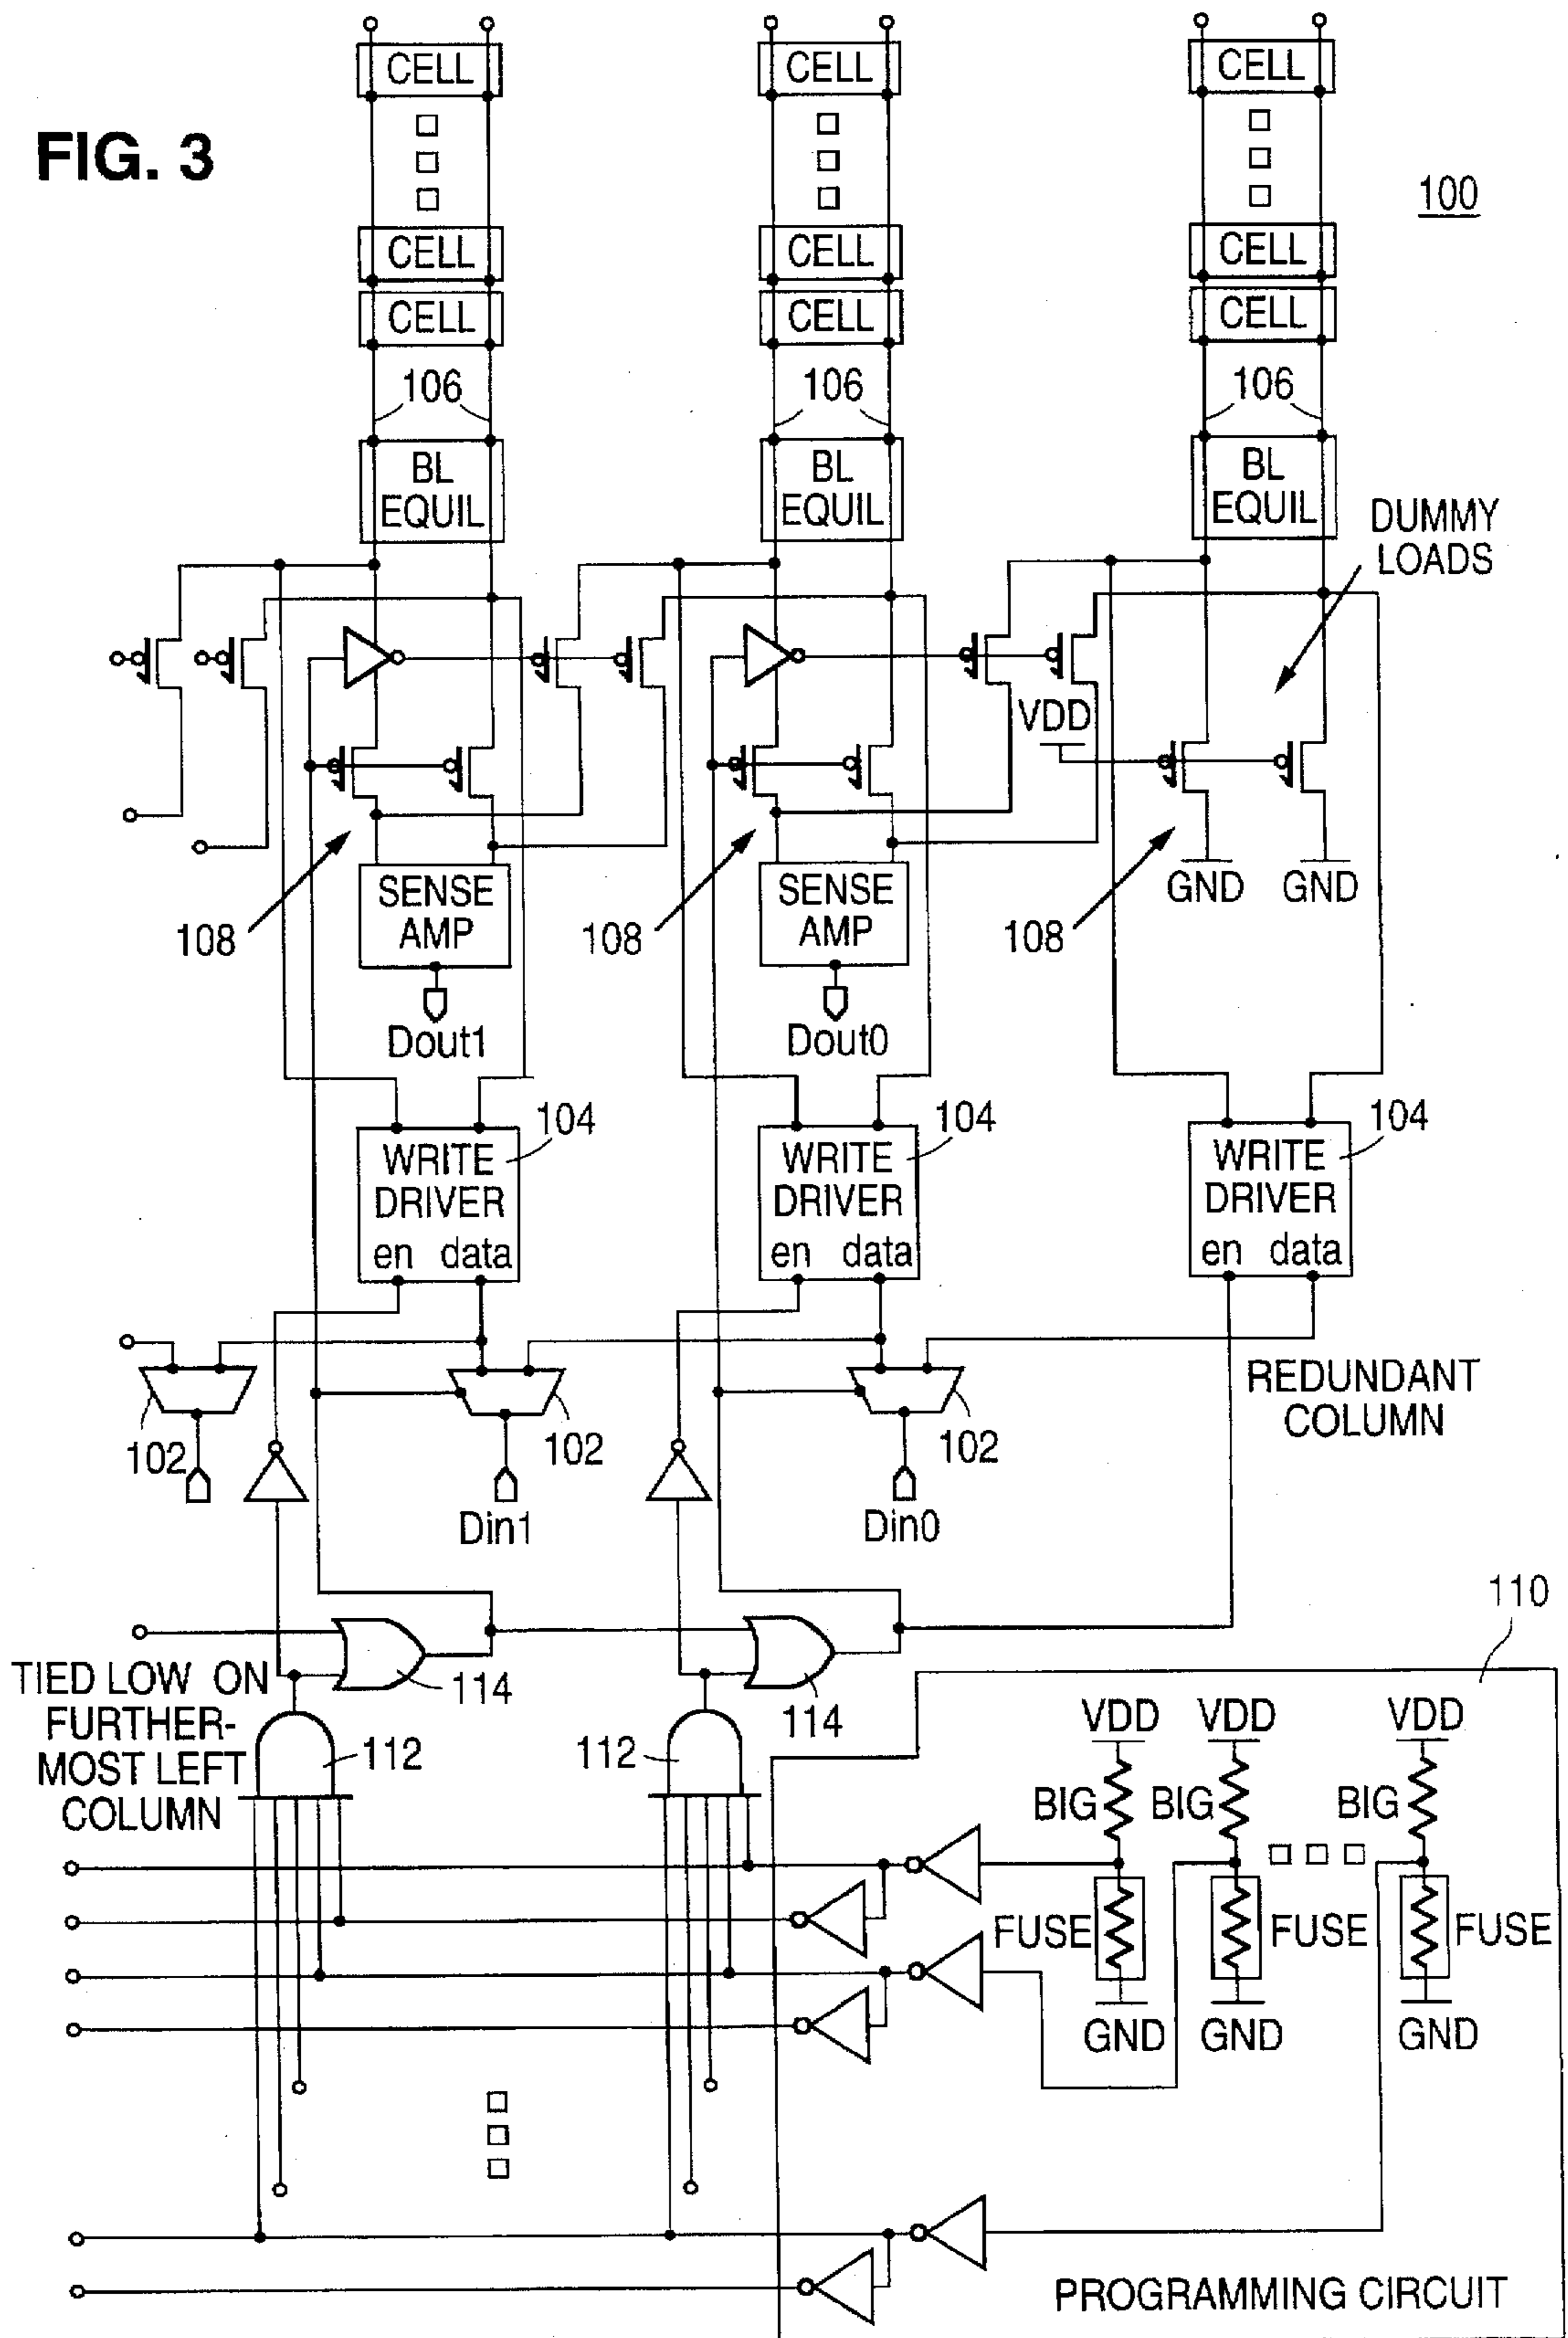 FIG. 3
CELL
CELL
CELL
100
CELL
CELL
CELL
CELL
CELL
CELL
106
106
106
BL
EQUIL
BL
EQUIL
BL
EQUIL
DUMMY
LOADS
VDD
SENSE
AMP
SENSE
AMP
GND
GND
108
108
108
Dout1
Dout0
104
104
104
WRITE
DRIVER
en data
WRITE
DRIVER
en data
WRITE
DRIVER
en data
REDUNDANT
COLUMN
102
102
102
Din1
Din0
110
TIED LOW ON
FURTHER-
MOST LEFT
COLUMN
114
114
112
112
VDD
VDD
VDD
BIG
BIG
BIG
FUSE
FUSE
FUSE
GND
GND
GND
PROGRAMMING CIRCUIT